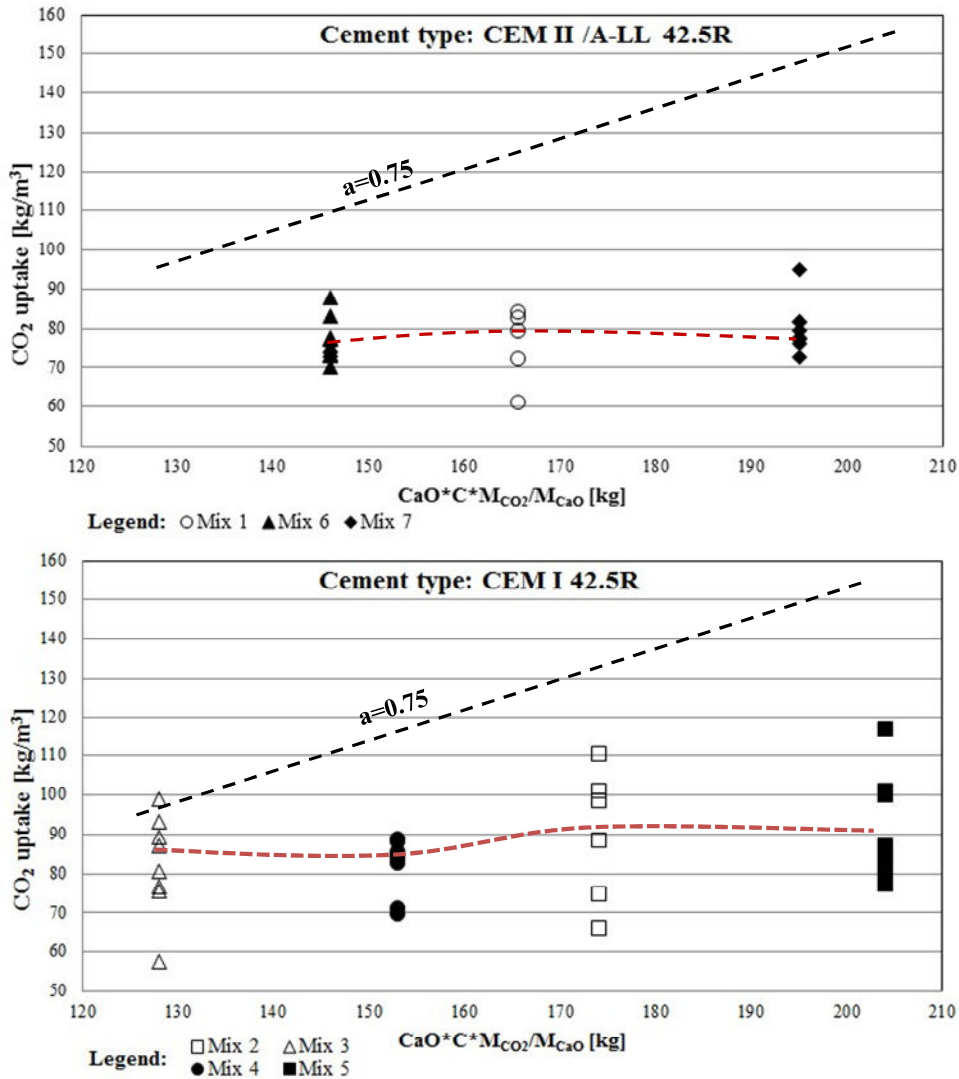 Cement type: CEM II /A-LL 42.5R
a=0.75
CO2 uptake [kg/m3]
160
150
140
130
120
110
100
90
80
70
60
50
120 130 140 150 160 170 180 190 200 210
CaO*C*MCO2/MCaO [kg]
Legend: Mix 1 Mix 6 Mix 7
Cement type: CEM I 42.5R
a=0.75
CO2 uptake [kg/m3]
160
150
140
130
120
110
100
90
80
70
60
50
120 130 140 150 160 170 180 190 200 210
CaO*C*MCO2/MCaO [kg]
Legend: Mix 2 Mix 3
Mix 4 Mix 5